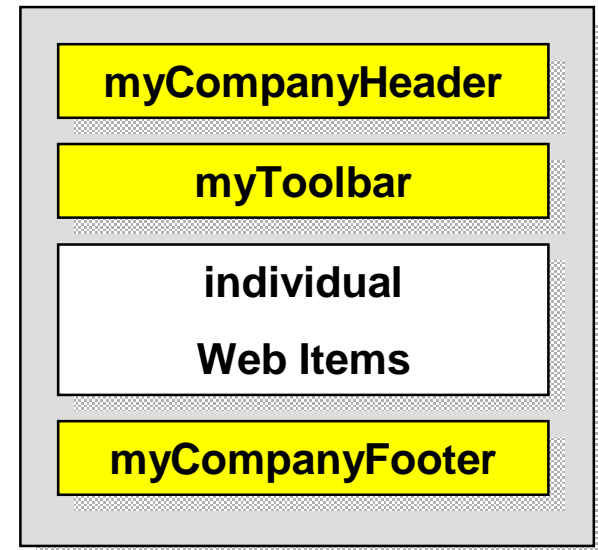 myCompanyHeader
myToolbar
individual
Web Items
myCompanyFooter